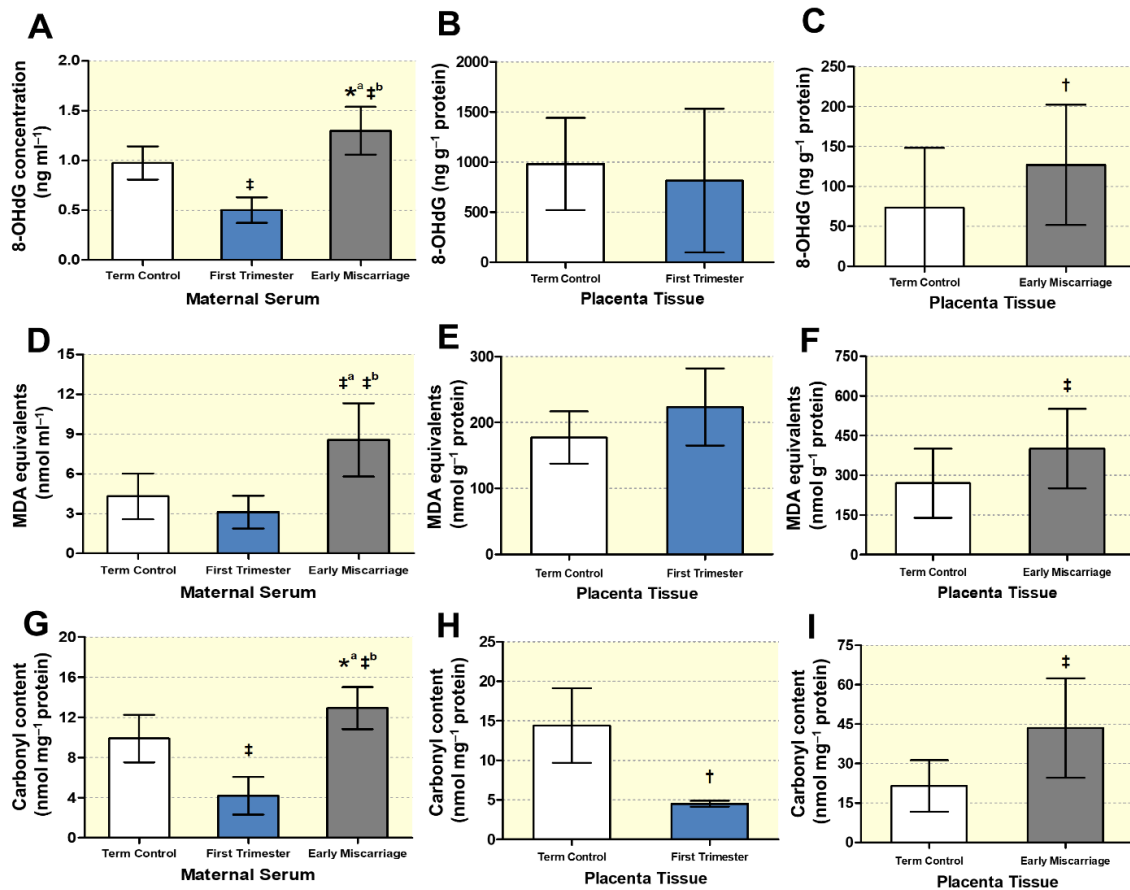 A
8-OHdG concentration
(ng ml⁻¹)
2.0
1.5
1.0
0.5
0.0
‡
*ᵃ ‡ᵇ
Term Control
First Trimester
Early Miscarriage
Maternal Serum
B
8-OHdG (ng g⁻¹ protein)
2000
1500
1000
500
0
Term Control
First Trimester
Placenta Tissue
C
8-OHdG (ng g⁻¹ protein)
250
200
150
100
50
0
†
Term Control
Early Miscarriage
Placenta Tissue
D
MDA equivalents
(nmol ml⁻¹)
15
12
9
6
3
0
‡ᵃ ‡ᵇ
Term Control
First Trimester
Early Miscarriage
Maternal Serum
E
MDA equivalents
(nmol g⁻¹ protein)
300
200
100
0
Term Control
First Trimester
Placenta Tissue
F
MDA equivalents
(nmol g⁻¹ protein)
750
600
450
300
150
0
‡
Term Control
Early Miscarriage
Placenta Tissue
G
Carbonyl content
(nmol mg⁻¹ protein)
20
16
12
8
4
0
‡
*ᵃ ‡ᵇ
Term Control
First Trimester
Early Miscarriage
Maternal Serum
H
Carbonyl content
(nmol mg⁻¹ protein)
25
20
15
10
5
0
†
Term Control
First Trimester
Placenta Tissue
I
Carbonyl content
(nmol mg⁻¹ protein)
75
60
45
30
15
0
‡
Term Control
Early Miscarriage
Placenta Tissue